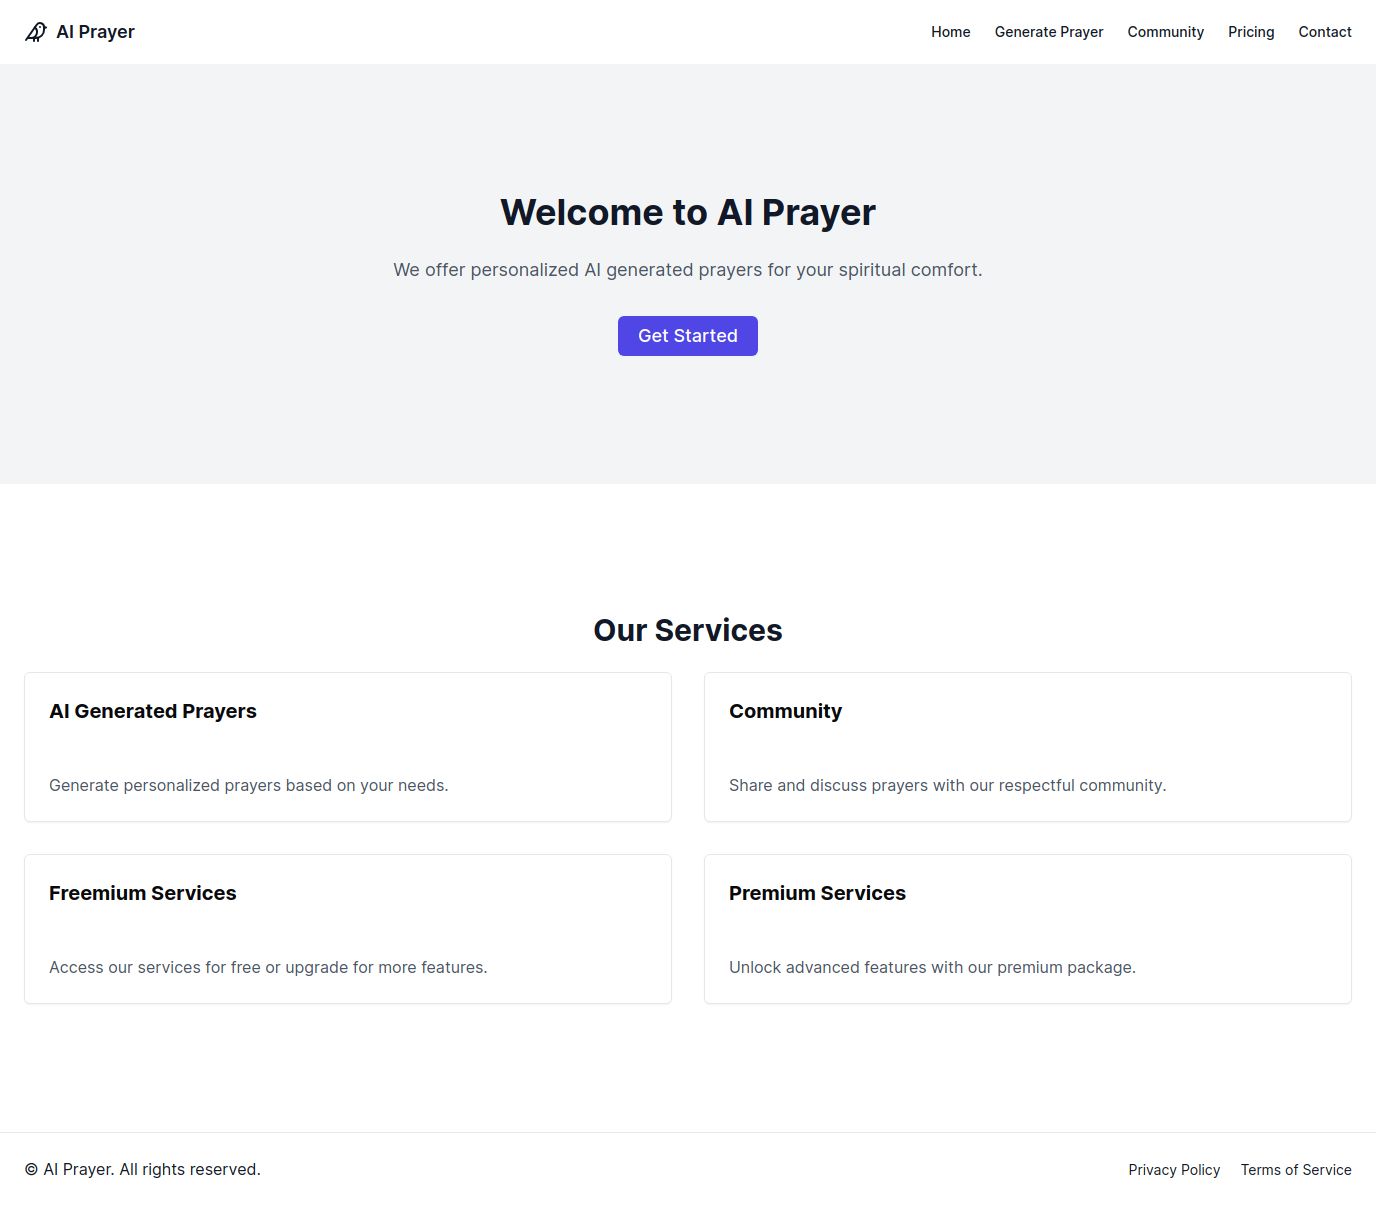 AI Prayer
Home
Generate Prayer
Community
Pricing
Contact
Welcome to AI Prayer
We offer personalized AI generated prayers for your spiritual comfort.
Get Started
Our Services
AI Generated Prayers
Generate personalized prayers based on your needs.
Community
Share and discuss prayers with our respectful community.
Freemium Services
Access our services for free or upgrade for more features.
Premium Services
Unlock advanced features with our premium package.
© AI Prayer. All rights reserved.
Privacy Policy
Terms of Service